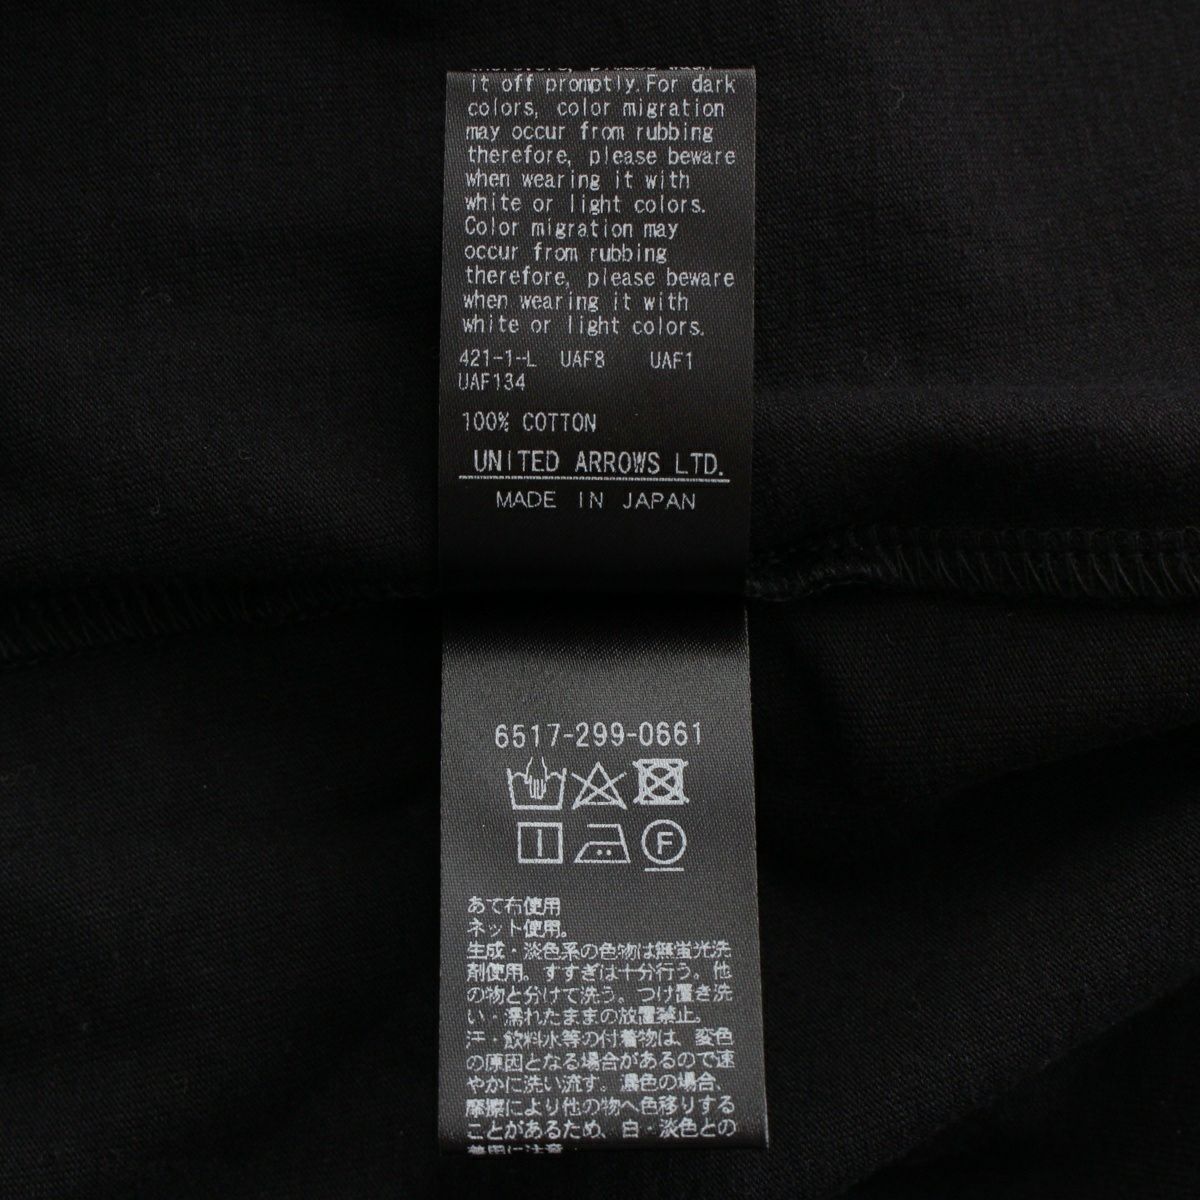 therefore, please wash
it off promptly.For dark
colors, color migration
may occur from rubbing
therefore, please beware
when wearing it with
white or light colors.
Color migration may
occur from rubbing
therefore, please beware
when wearing it with
white or light colors.
421-1-L UAF8 UAF1
UAF134
100% COTTON
UNITED ARROWS LTD.
MADE IN JAPAN
6517-299-0661
F
あて布使用
ネット使用。
生成・淡色系の色物は無蛍光洗
剤使用。すすぎは十分行う。他
の物と分けて洗う。つけ置き洗
い・濡れたままの放置禁止。
汗・飲料水等の付着物は、変色
の原因となる場合があるので速
やかに洗い流す。濃色の場合、
摩擦により他の物へ色移りする
ことがあるため、白・淡色との
着用に注意